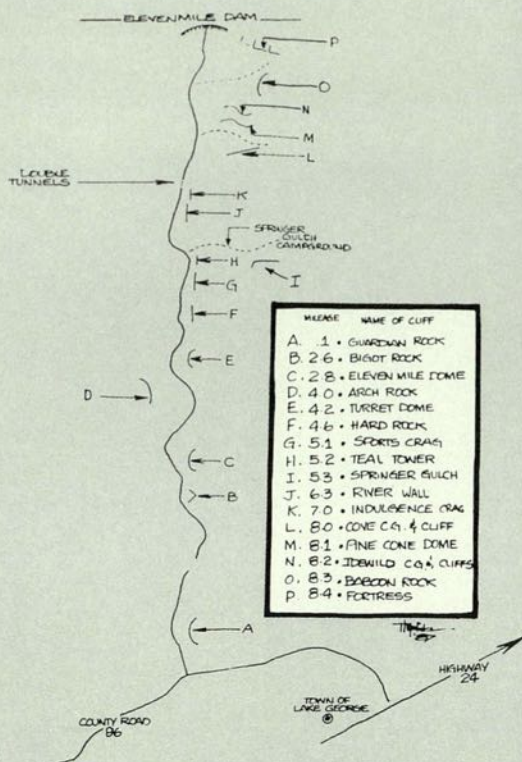 ELEVENMILE DAM
P
O
N
M
L
DOUBLE
TUNNELS
K
J
SPRINGER
GULCH
CAMPGROUND
H
I
G
F
E
D
C
B
A
MILEAGE NAME OF CLIFF
A. .1 • GUARDIAN ROCK
B. 2.6 • BIGOT ROCK
C. 2.8 • ELEVEN MILE DOME
D. 4.0 • ARCH ROCK
E. 4.2 • TURRET DOME
F. 4.6 • HARD ROCK
G. 5.1 • SPORTS CRAG
H. 5.2 • TEAL TOWER
I. 5.3 • SPRINGER GULCH
J. 6.3 • RIVER WALL
K. 7.0 • INDULGENCE CRAG
L. 8.0 • COVE C.G. & CLIFF
M. 8.1 • PINE CONE DOME
N. 8.2 • IDEWILD C.G. & CLIFFS
O. 8.3 • BABOON ROCK
P. 8.4 • FORTRESS
HIGHWAY
24
TOWN OF
LAKE GEORGE
COUNTY ROAD
96